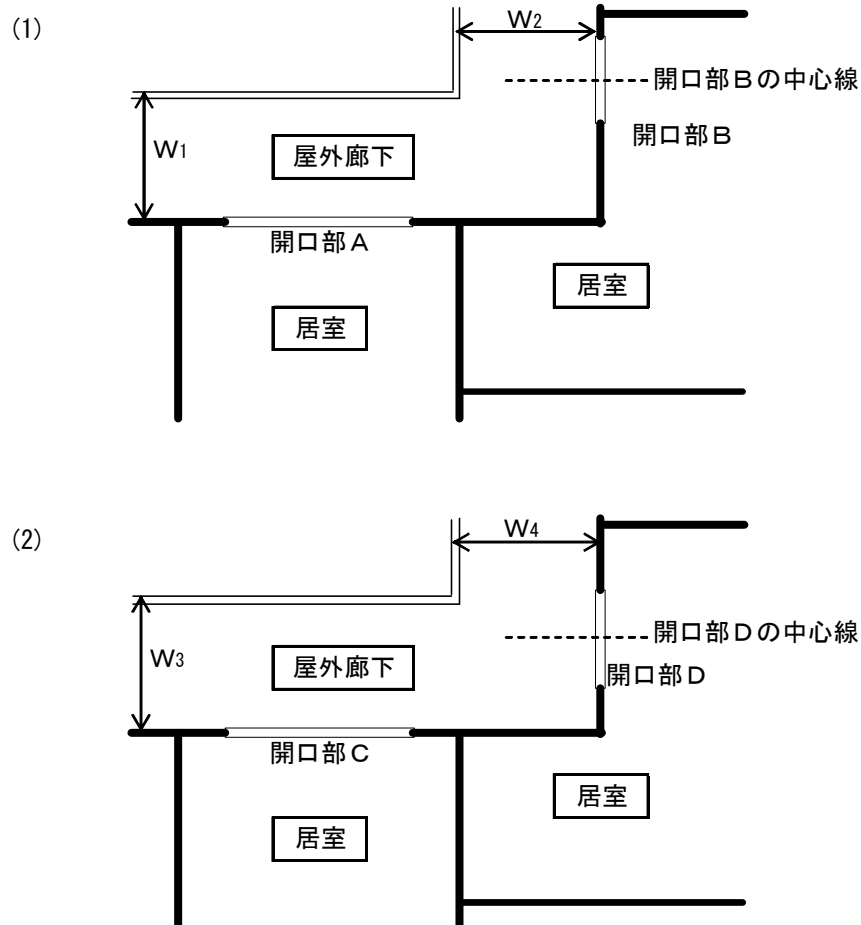 (1)
W2
開口部Bの中心線
W1
屋外廊下
開口部B
開口部A
居室
居室
(2)
W4
開口部Dの中心線
W3
屋外廊下
開口部D
開口部C
居室
居室